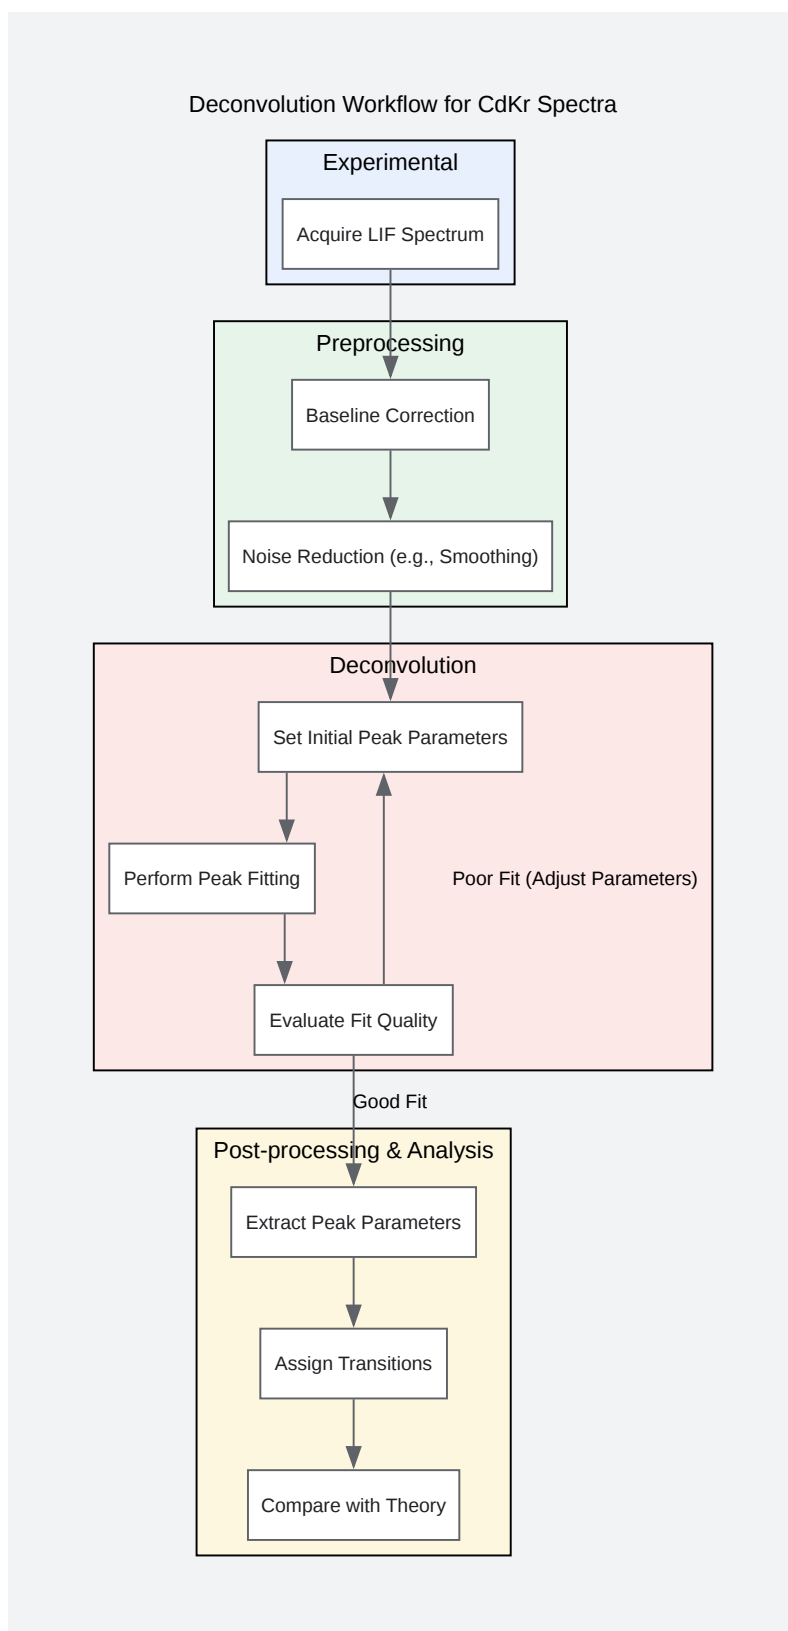 Deconvolution Workflow for CdKr Spectra
Experimental
Acquire LIF Spectrum
Preprocessing
Baseline Correction
Noise Reduction (e.g., Smoothing)
Deconvolution
Set Initial Peak Parameters
Perform Peak Fitting
Poor Fit (Adjust Parameters)
Evaluate Fit Quality
Good Fit
Post-processing & Analysis
Extract Peak Parameters
Assign Transitions
Compare with Theory